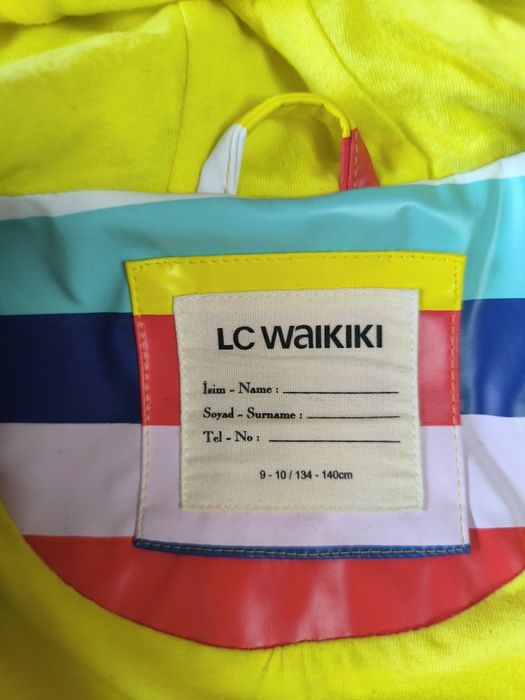 LC WAIKIKI
İsim - Name :
Soyad - Surname :
Tel - No :
9 - 10 / 134 - 140cm